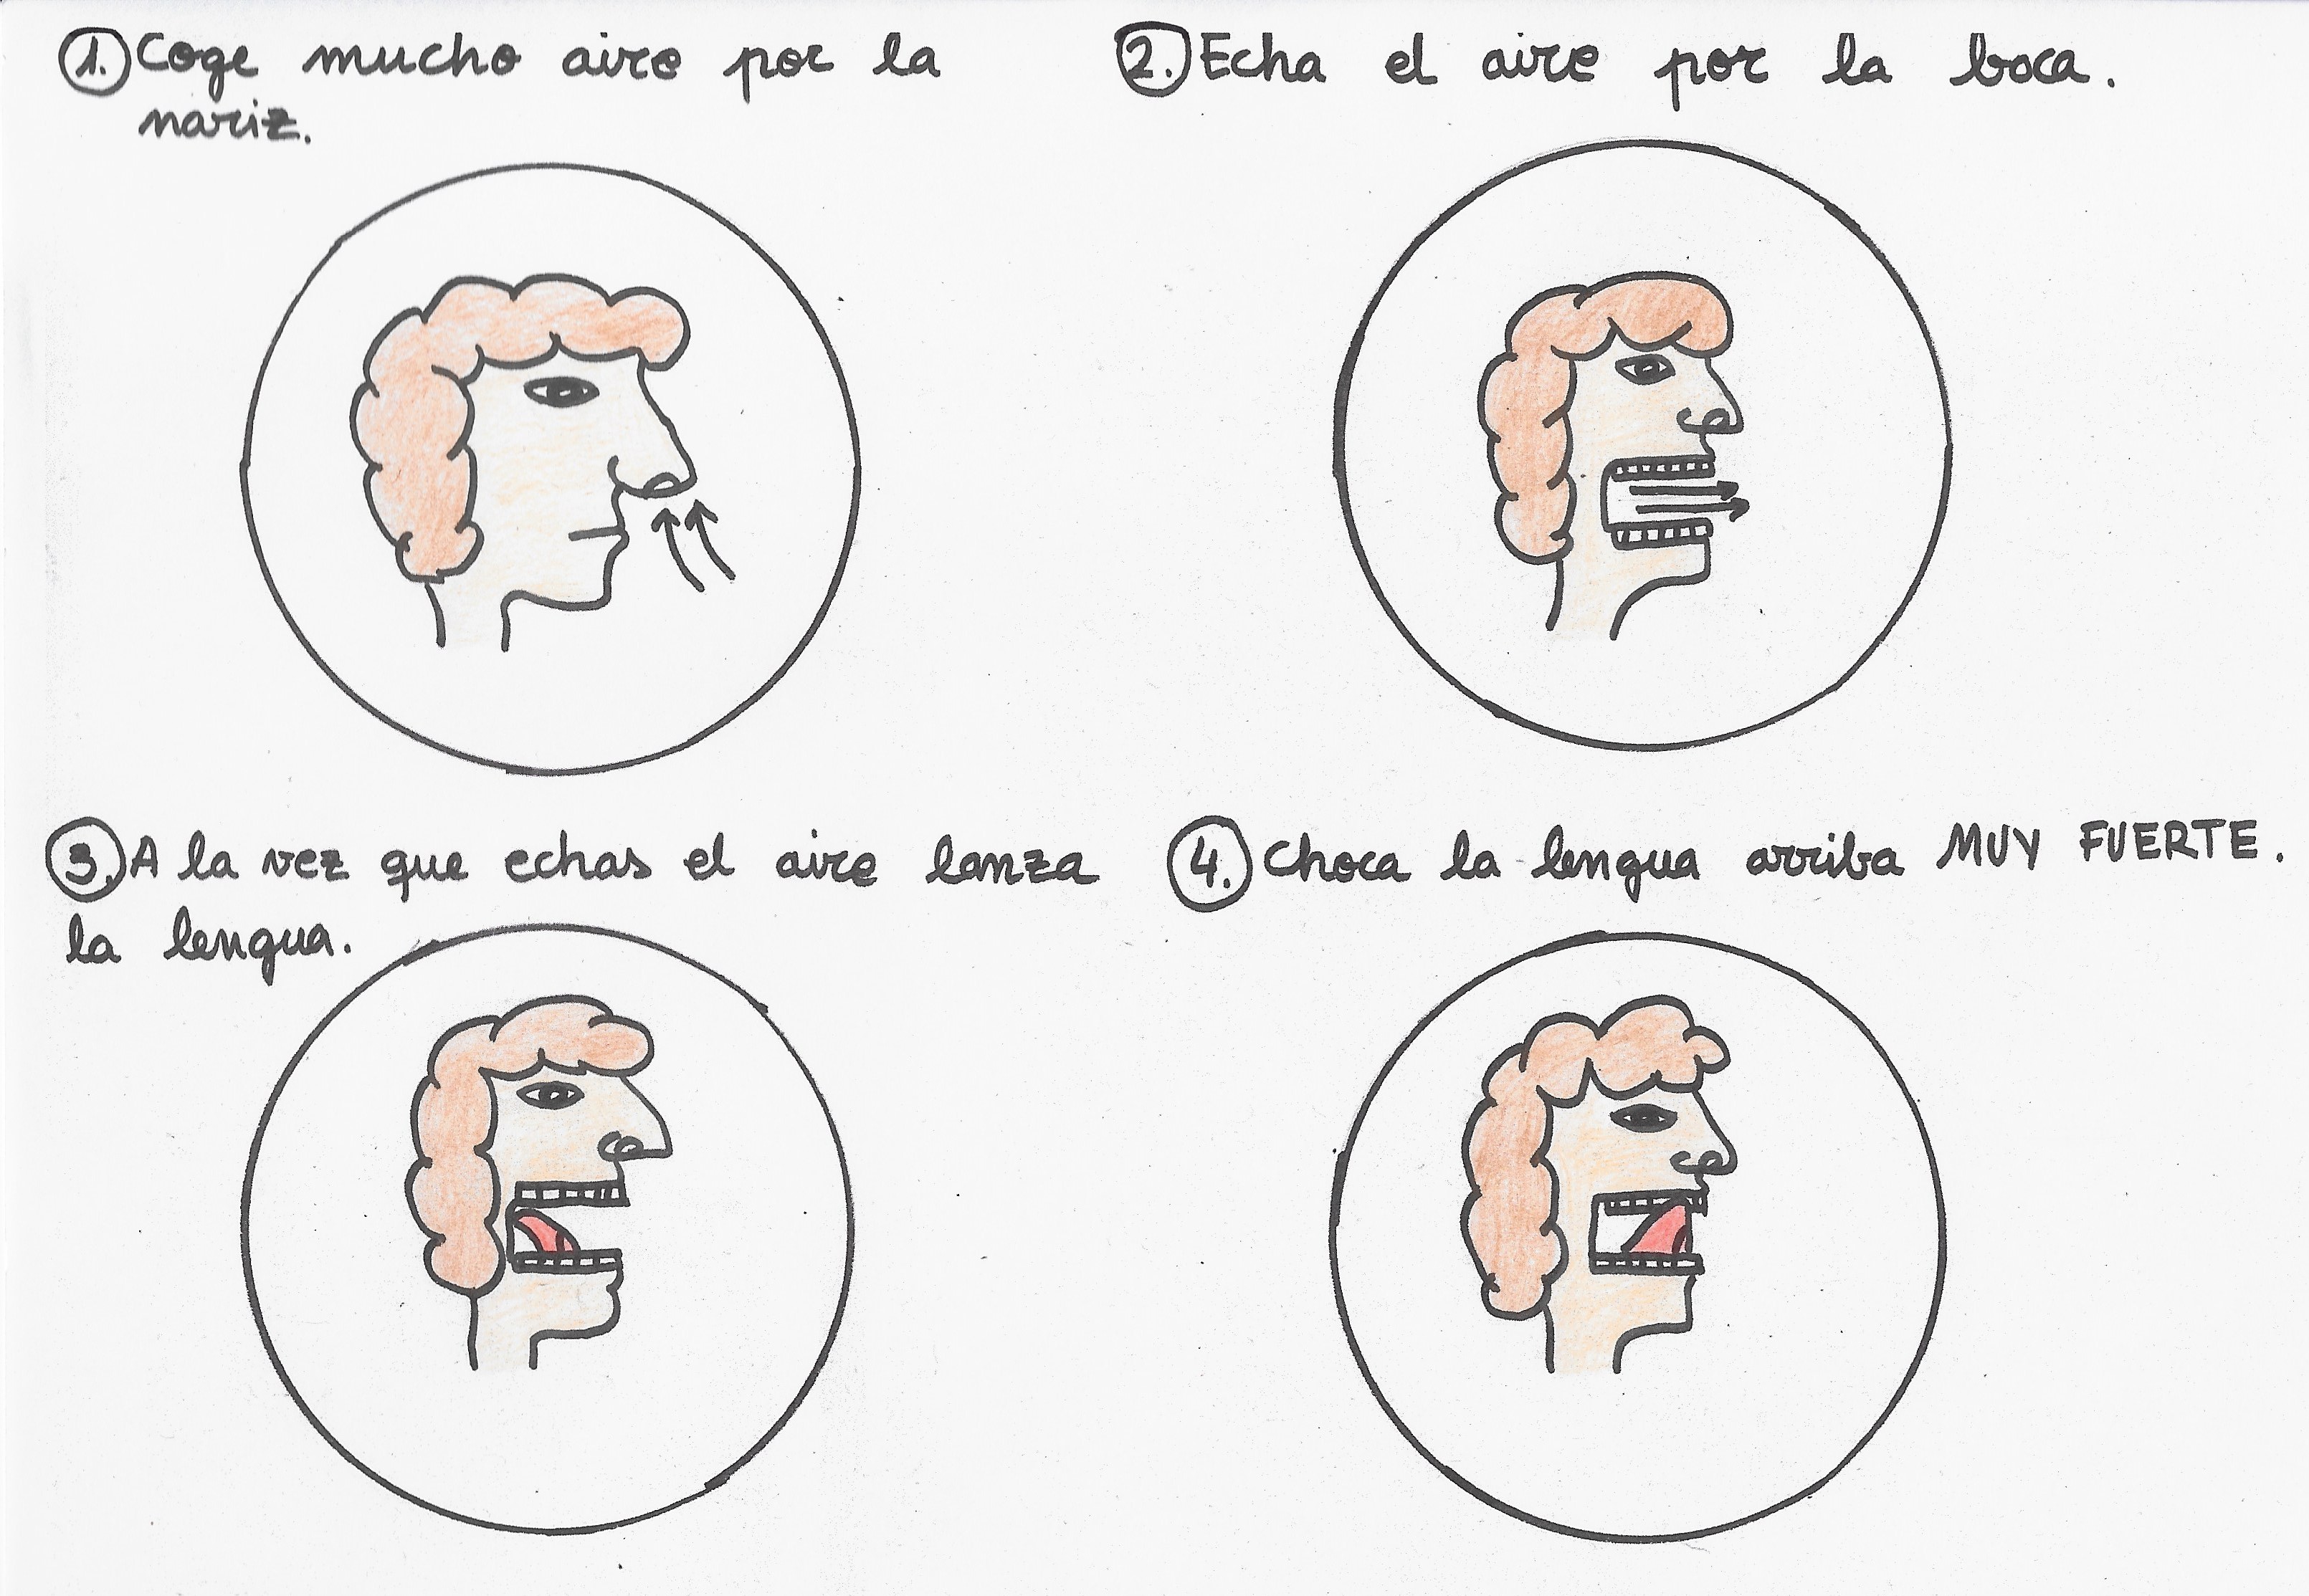 1. Coge mucho aire por la
nariz.
2. Echa el aire por la boca.
3. A la vez que echas el aire lanza
la lengua.
4. Choca la lengua arriba MUY FUERTE.